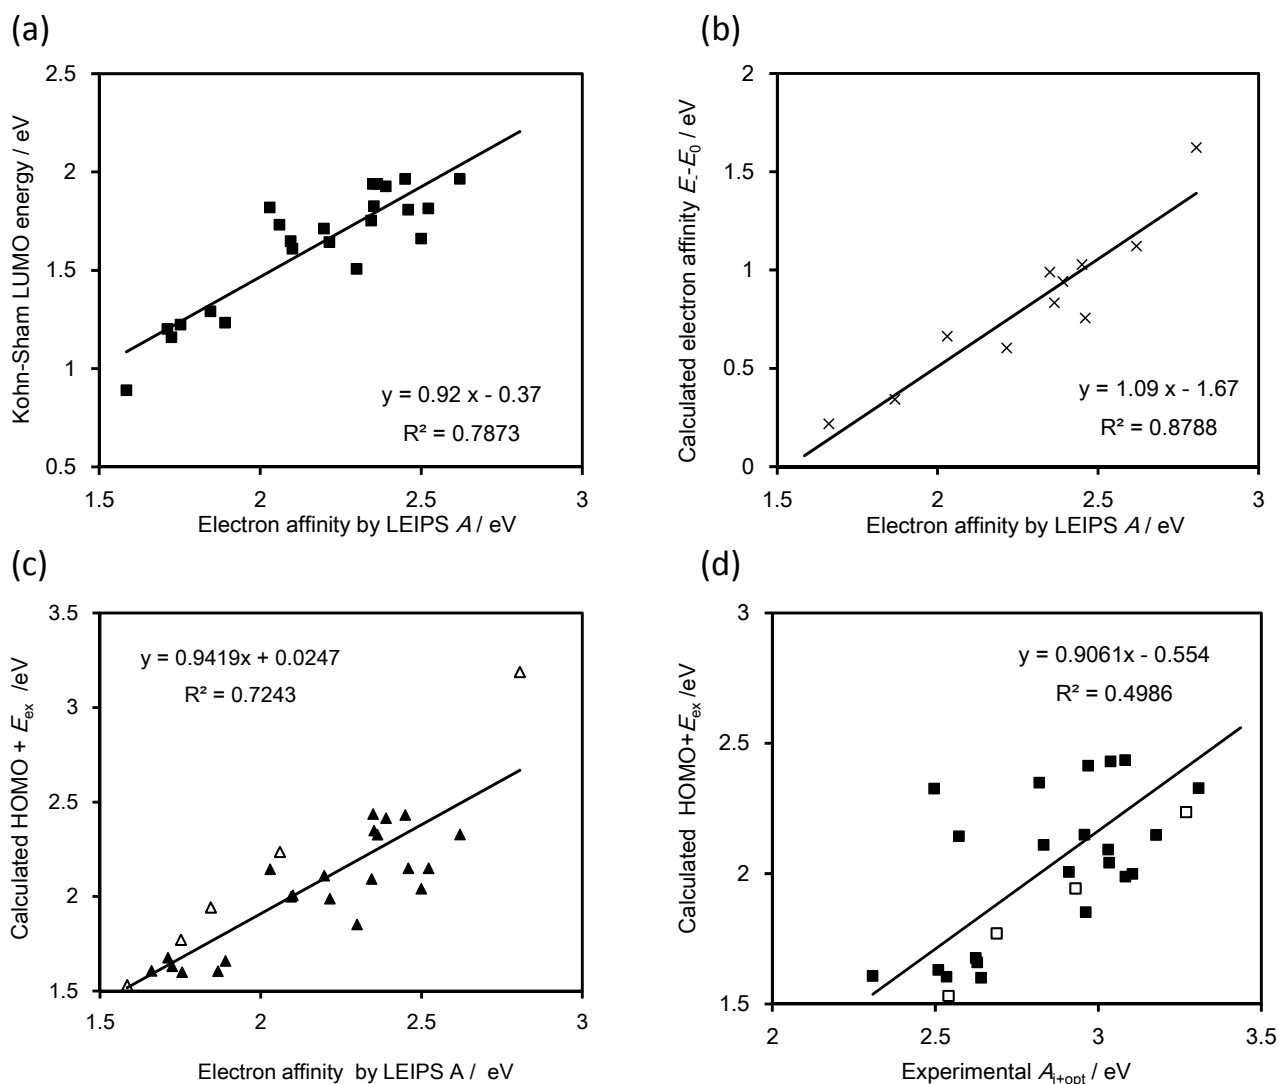 (a)
2.5
2
1.5
1
0.5
1.5 2 2.5 3
Kohn-Sham LUMO energy / eV
y = 0.92 x - 0.37
R² = 0.7873
Electron affinity by LEIPS A / eV
(b)
2
1.5
1
0.5
0
1.5 2 2.5 3
Calculated electron affinity E₋-E₀ / eV
y = 1.09 x - 1.67
R² = 0.8788
Electron affinity by LEIPS A / eV
(c)
3.5
3
2.5
2
1.5
1.5 2 2.5 3
Calculated HOMO + Eex /eV
y = 0.9419x + 0.0247
R² = 0.7243
Electron affinity by LEIPS A / eV
(d)
3
2.5
2
1.5
2 2.5 3 3.5
Calculated HOMO+Eex /eV
y = 0.9061x - 0.554
R² = 0.4986
Experimental Ai+opt / eV